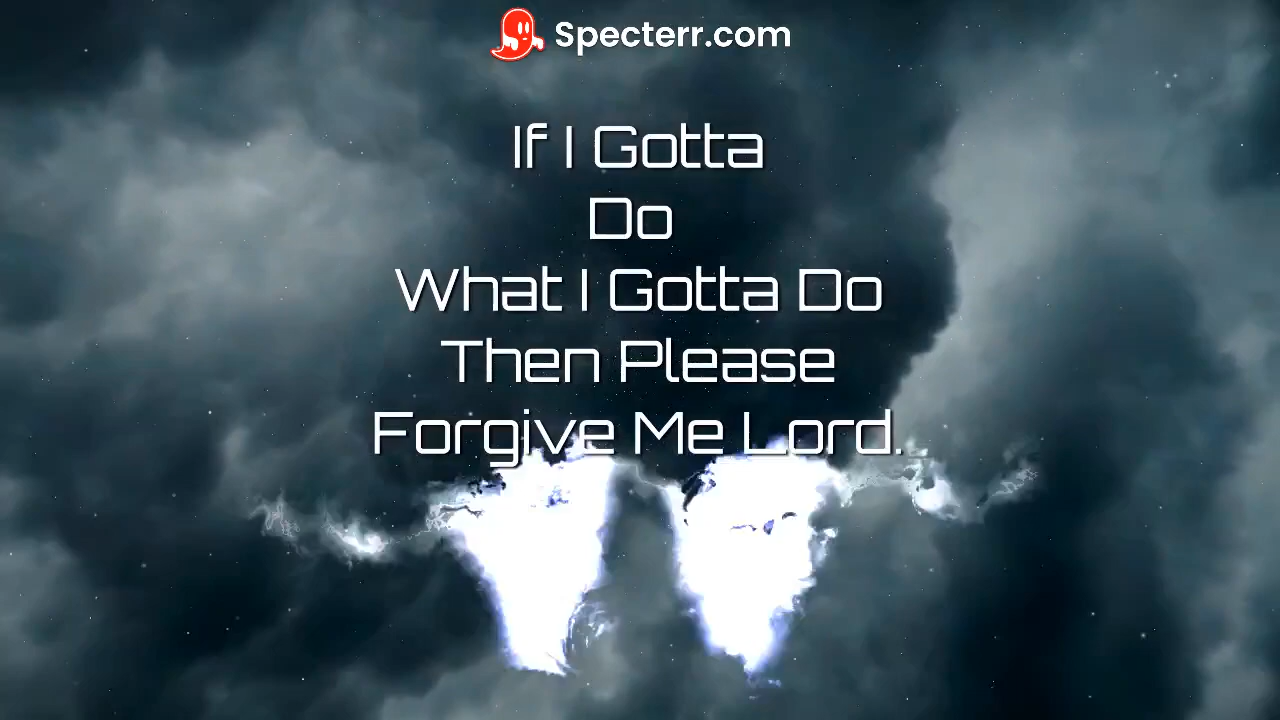 Specterr.com
If I Gotta
Do
What I Gotta Do
Then Please
Forgive Me Lord.